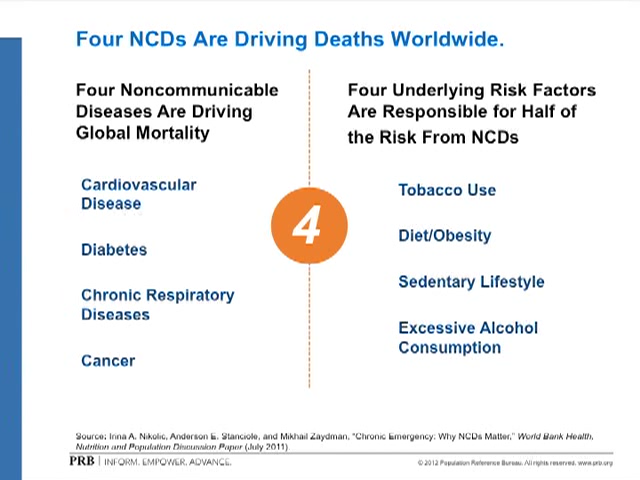 Four NCDs Are Driving Deaths Worldwide.
Four Noncommunicable
Diseases Are Driving
Global Mortality
Cardiovascular
Disease
Diabetes
Chronic Respiratory
Diseases
Cancer
4
Four Underlying Risk Factors
Are Responsible for Half of
the Risk From NCDs
Tobacco Use
Diet/Obesity
Sedentary Lifestyle
Excessive Alcohol
Consumption
Source: Irina A. Nikolic, Anderson E. Stanciole, and Mikhail Zaydman, "Chronic Emergency: Why NCDs Matter," World Bank Health,
Nutrition and Population Discussion Paper (July 2011).
PRB | INFORM. EMPOWER. ADVANCE.
© 2012 Population Reference Bureau. All rights reserved. www.prb.org